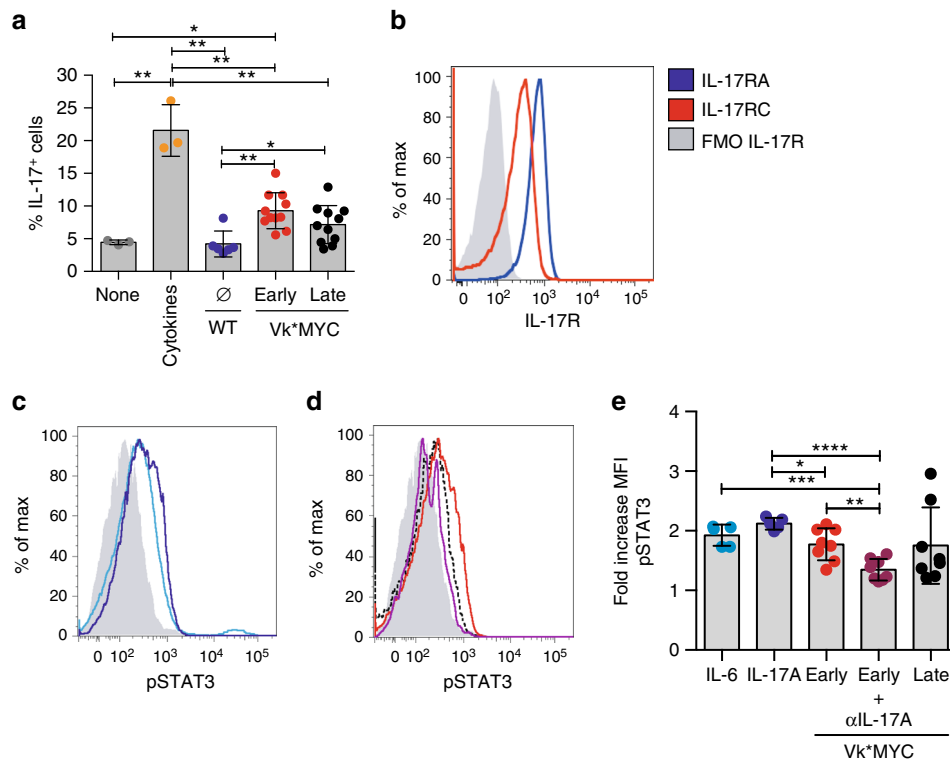 a
*
**
**
** **
*
**
30
25
20
15
10
5
0
% IL-17+ cells
None Cytokines Ø Early Late
WT Vk*MYC
b
100
80
60
40
20
0
% of max
0 10² 10³ 10⁴ 10⁵
IL-17R
IL-17RA
IL-17RC
FMO IL-17R
c
100
80
60
40
20
0
% of max
0 10² 10³ 10⁴ 10⁵
pSTAT3
d
100
80
60
40
20
0
% of max
0 10² 10³ 10⁴ 10⁵
pSTAT3
e
4
3
2
1
0
Fold increase MFI
pSTAT3
****
*
***
**
IL-6 IL-17A Early Early Late
+
αIL-17A
Vk*MYC